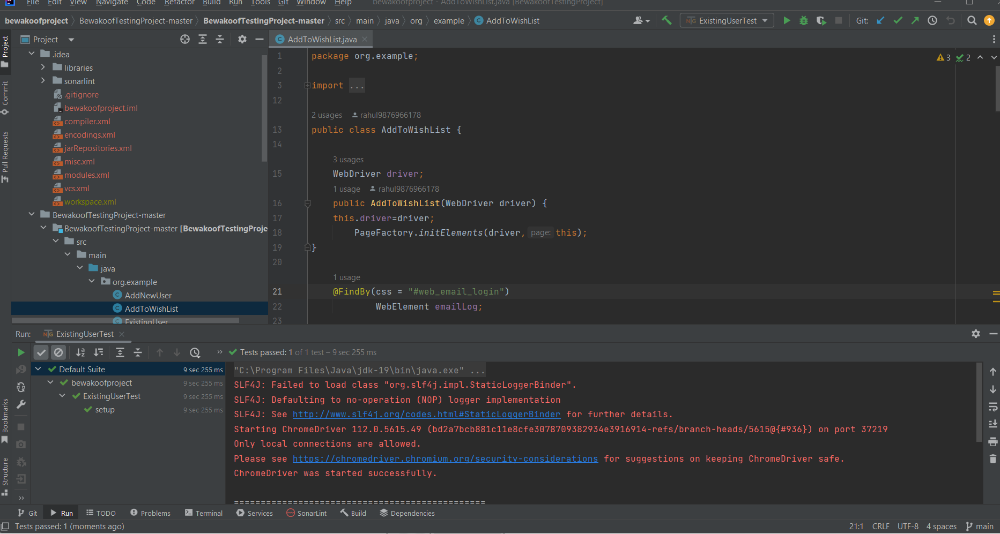 File Edit View Navigate Code Refactor Build Run Tools Git Window Help bewakoofproject - AddToWishList.java [BewakoofTestingProject]
bewakoofproject BewakoofTestingProject-master BewakoofTestingProject-master src main java org example AddToWishList ExistingUserTest Git:
Project
AddToWishList.java
Project
Commit
Pull Requests
Bookmarks
Structure
.idea
libraries
sonarlint
.gitignore
bewakoofproject.iml
compiler.xml
encodings.xml
jarRepositories.xml
misc.xml
modules.xml
vcs.xml
workspace.xml
BewakoofTestingProject-master
BewakoofTestingProject-master [BewakoofTestingProje
src
main
java
org.example
AddNewUser
AddToWishList
ExistingUser
3 2
1 package org.example;
2
3 import ...
12
2 usages rahul9876966178
13 public class AddToWishList {
14
3 usages
15 WebDriver driver;
1 usage rahul9876966178
16 public AddToWishList(WebDriver driver) {
17 this.driver=driver;
18 PageFactory.initElements(driver, page: this);
19 }
20
1 usage
21 @FindBy(css = "#web_email_login")
22 WebElement emailLog;
23
Run: ExistingUserTest
Tests passed: 1 of 1 test – 9 sec 255 ms
Default Suite 9 sec 255 ms
bewakoofproject 9 sec 255 ms
ExistingUserTest 9 sec 255 ms
setup 9 sec 255 ms
"C:\Program Files\Java\jdk-19\bin\java.exe" ...
SLF4J: Failed to load class "org.slf4j.impl.StaticLoggerBinder".
SLF4J: Defaulting to no-operation (NOP) logger implementation
SLF4J: See http://www.slf4j.org/codes.html#StaticLoggerBinder for further details.
Starting ChromeDriver 112.0.5615.49 (bd2a7bcb881c11e8cfe3078709382934e3916914-refs/branch-heads/5615@{#936}) on port 37219
Only local connections are allowed.
Please see https://chromedriver.chromium.org/security-considerations for suggestions on keeping ChromeDriver safe.
ChromeDriver was started successfully.
===============================================
Git Run TODO Problems Terminal Services SonarLint Build Dependencies
Tests passed: 1 (moments ago) 21:1 CRLF UTF-8 4 spaces main